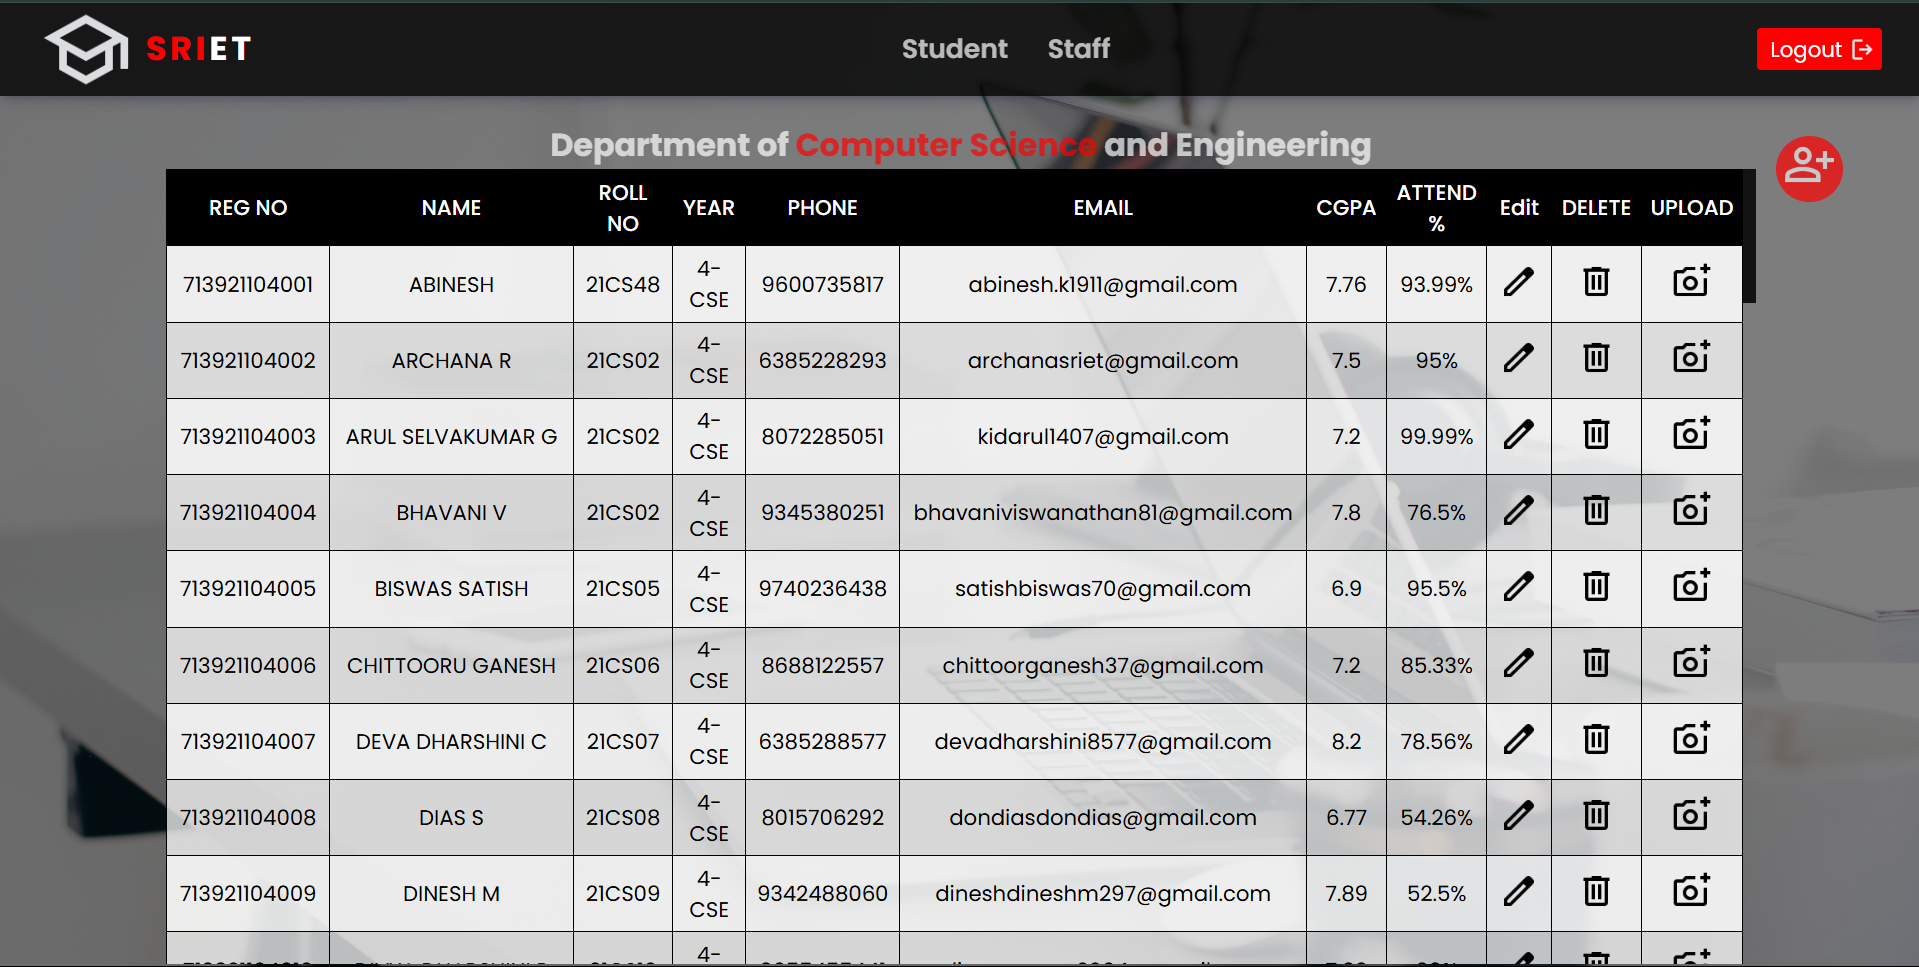 SRIET
Student Staff
Logout
Department of Computer Science and Engineering
REG NO NAME ROLL NO YEAR PHONE EMAIL CGPA ATTEND % Edit DELETE UPLOAD
713921104001 ABINESH 21CS48 4-CSE 9600735817 abinesh.k1911@gmail.com 7.76 93.99%
713921104002 ARCHANA R 21CS02 4-CSE 6385228293 archanasriet@gmail.com 7.5 95%
713921104003 ARUL SELVAKUMAR G 21CS02 4-CSE 8072285051 kidarul1407@gmail.com 7.2 99.99%
713921104004 BHAVANI V 21CS02 4-CSE 9345380251 bhavaniviswanathan81@gmail.com 7.8 76.5%
713921104005 BISWAS SATISH 21CS05 4-CSE 9740236438 satishbiswas70@gmail.com 6.9 95.5%
713921104006 CHITTOORU GANESH 21CS06 4-CSE 8688122557 chittoorganesh37@gmail.com 7.2 85.33%
713921104007 DEVA DHARSHINI C 21CS07 4-CSE 6385288577 devadharshini8577@gmail.com 8.2 78.56%
713921104008 DIAS S 21CS08 4-CSE 8015706292 dondiasdondias@gmail.com 6.77 54.26%
713921104009 DINESH M 21CS09 4-CSE 9342488060 dineshdineshm297@gmail.com 7.89 52.5%
4-